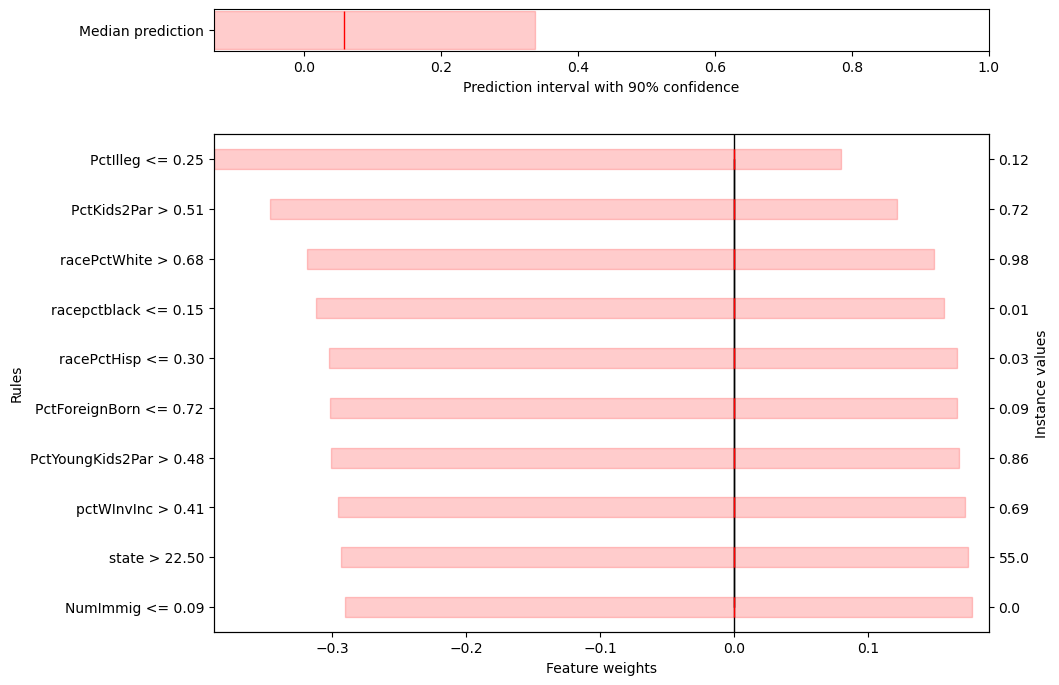 Median prediction
0.0 0.2 0.4 0.6 0.8 1.0
Prediction interval with 90% confidence
Rules
PctIlleg <= 0.25 0.12
PctKids2Par > 0.51 0.72
racePctWhite > 0.68 0.98
racepctblack <= 0.15 0.01
racePctHisp <= 0.30 0.03
PctForeignBorn <= 0.72 0.09
PctYoungKids2Par > 0.48 0.86
pctWInvInc > 0.41 0.69
state > 22.50 55.0
NumImmig <= 0.09 0.0
Instance values
−0.3 −0.2 −0.1 0.0 0.1
Feature weights